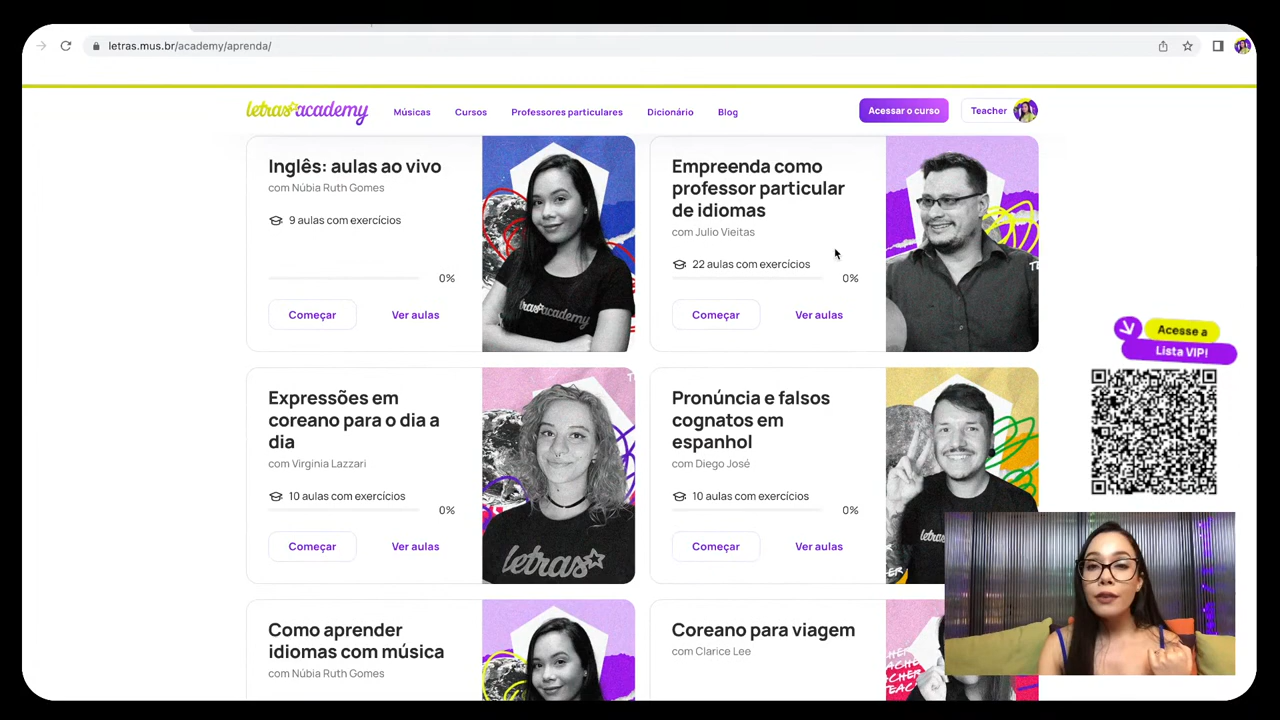 letras.mus.br/academy/aprenda/
letras academy
Músicas
Cursos
Professores particulares
Dicionário
Blog
Acessar o curso
Teacher
Inglês: aulas ao vivo
com Núbia Ruth Gomes
9 aulas com exercícios
0%
Começar
Ver aulas
letras academy
Empreenda como
professor particular
de idiomas
com Julio Vieitas
22 aulas com exercícios
0%
Começar
Ver aulas
Acesse a
Lista VIP!
Expressões em
coreano para o dia a
dia
com Virginia Lazzari
10 aulas com exercícios
0%
Começar
Ver aulas
letras
Pronúncia e falsos
cognatos em
espanhol
com Diego José
10 aulas com exercícios
0%
Começar
Ver aulas
letras
Como aprender
idiomas com música
com Núbia Ruth Gomes
Coreano para viagem
com Clarice Lee